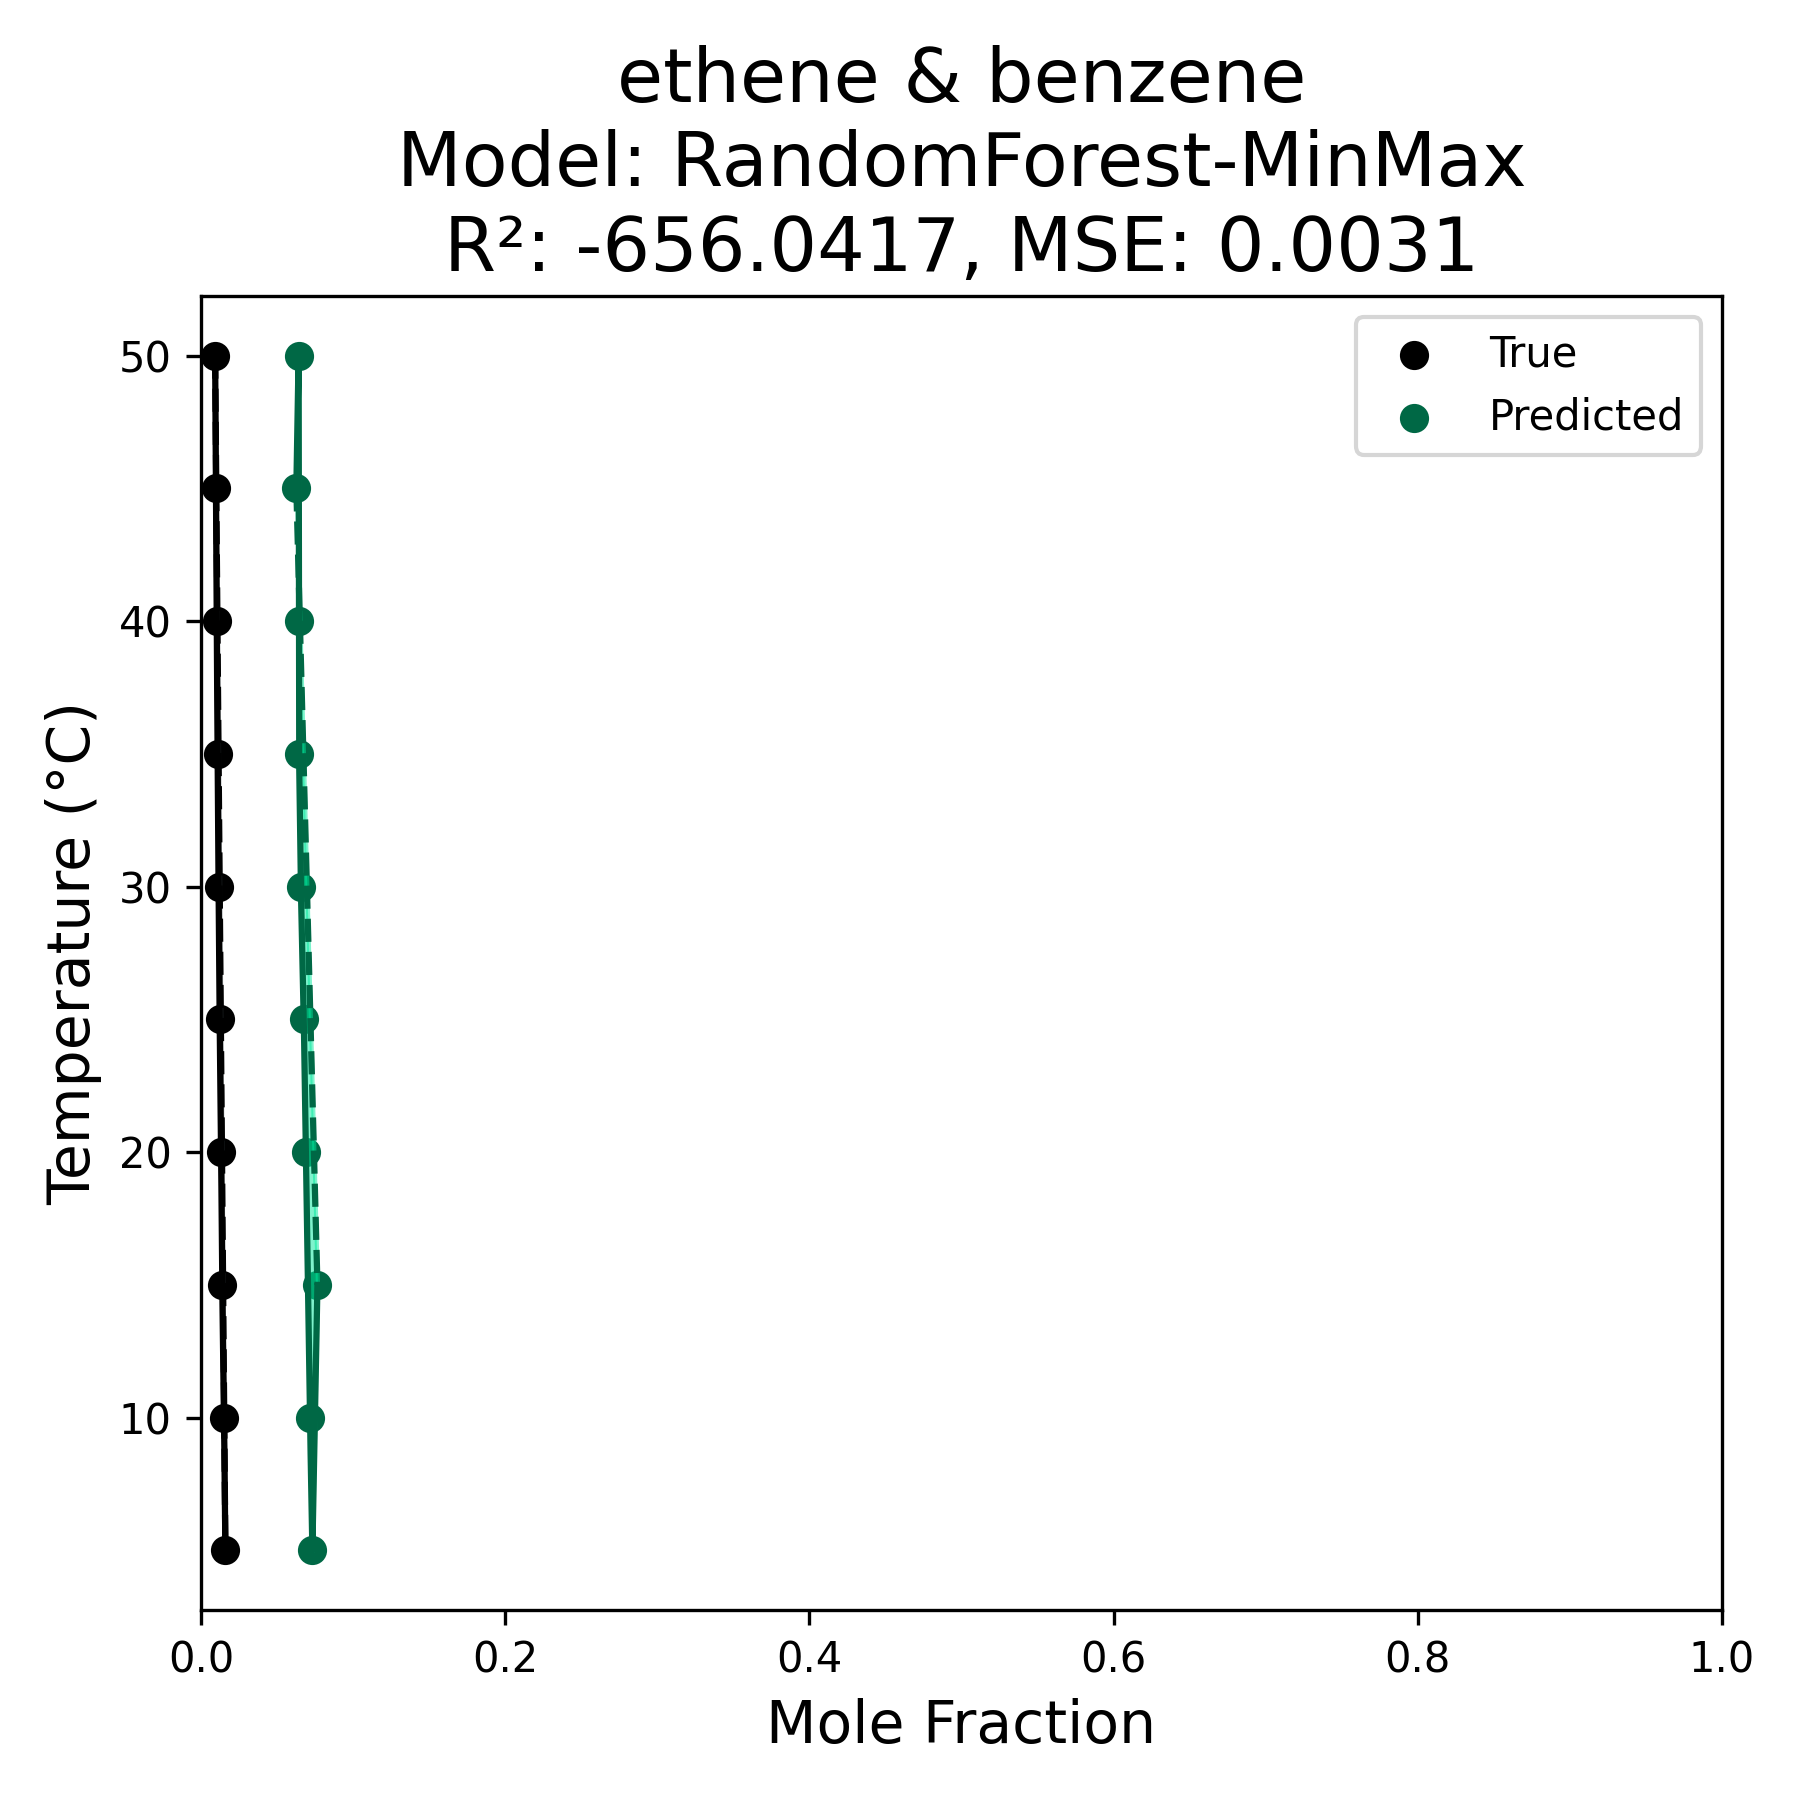 ethene & benzene
Model: RandomForest-MinMax
R²: -656.0417, MSE: 0.0031
True
Predicted
50
40
30
20
10
Temperature (°C)
0.0 0.2 0.4 0.6 0.8 1.0
Mole Fraction